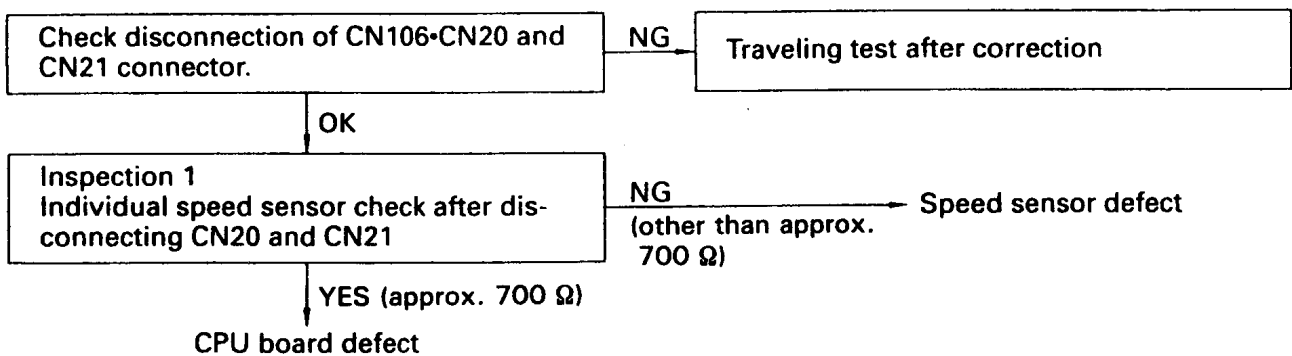 Check disconnection of CN106•CN20 and
CN21 connector.
NG
Traveling test after correction
OK
Inspection 1
Individual speed sensor check after dis-
connecting CN20 and CN21
NG
(other than approx.
700 Ω)
Speed sensor defect
YES (approx. 700 Ω)
CPU board defect